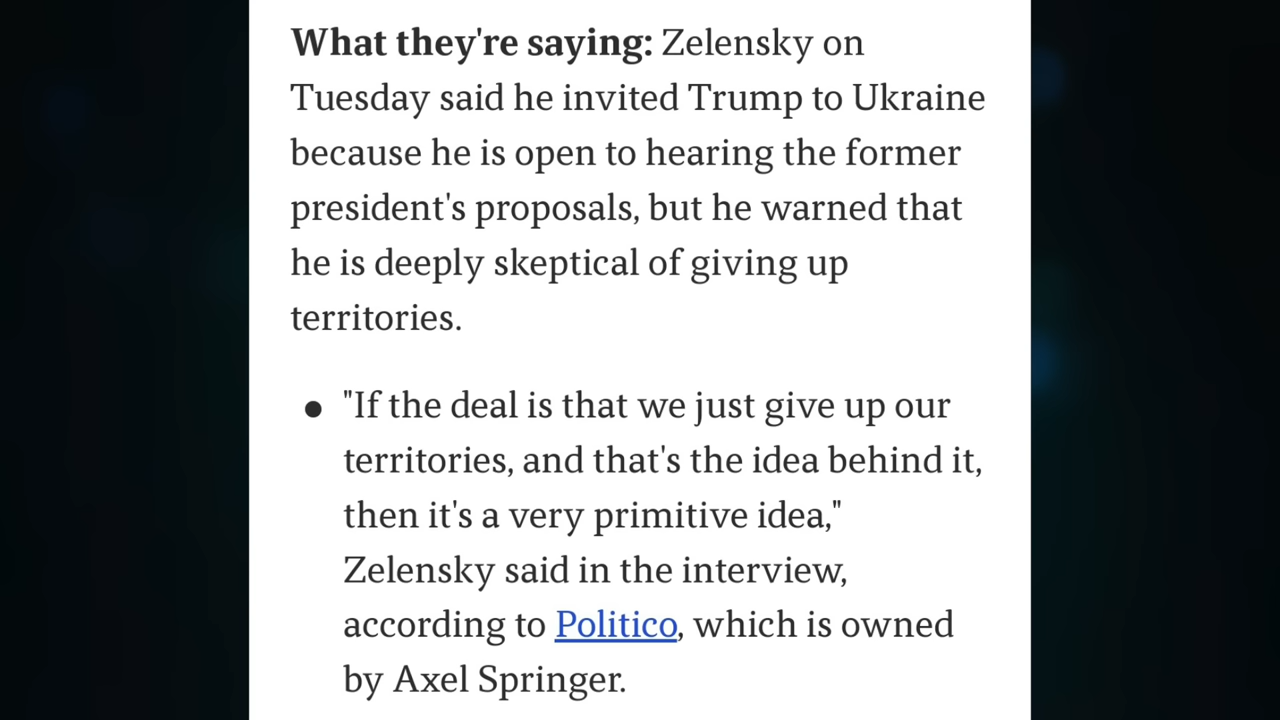 What they're saying: Zelensky on
Tuesday said he invited Trump to Ukraine
because he is open to hearing the former
president's proposals, but he warned that
he is deeply skeptical of giving up
territories.
● "If the deal is that we just give up our
territories, and that's the idea behind it,
then it's a very primitive idea,"
Zelensky said in the interview,
according to Politico, which is owned
by Axel Springer.